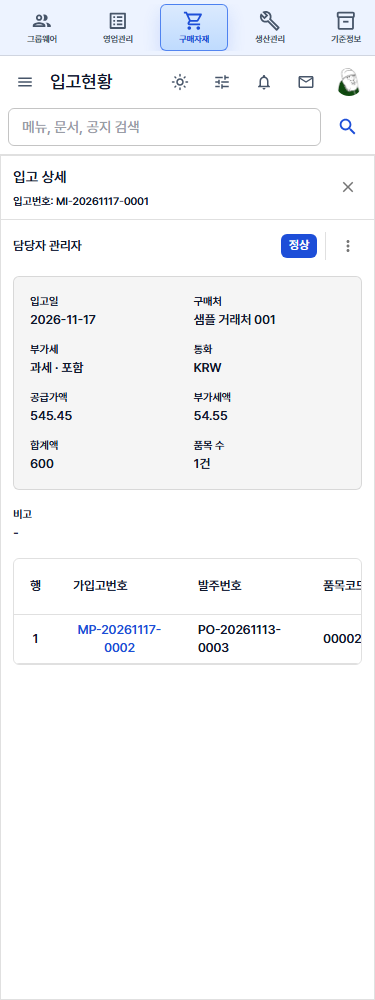 그룹웨어 영업관리 구매자재 생산관리 기준정보
입고현황
메뉴, 문서, 공지 검색
입고 상세
입고번호: MI-20261117-0001
담당자 관리자 정상
입고일 구매처
2026-11-17 샘플 거래처 001
부가세 통화
과세 · 포함 KRW
공급가액 부가세액
545.45 54.55
합계액 품목 수
600 1건
비고
-
행 가입고번호 발주번호 품목코드
1 MP-20261117-0002 PO-20261113-0003 00002